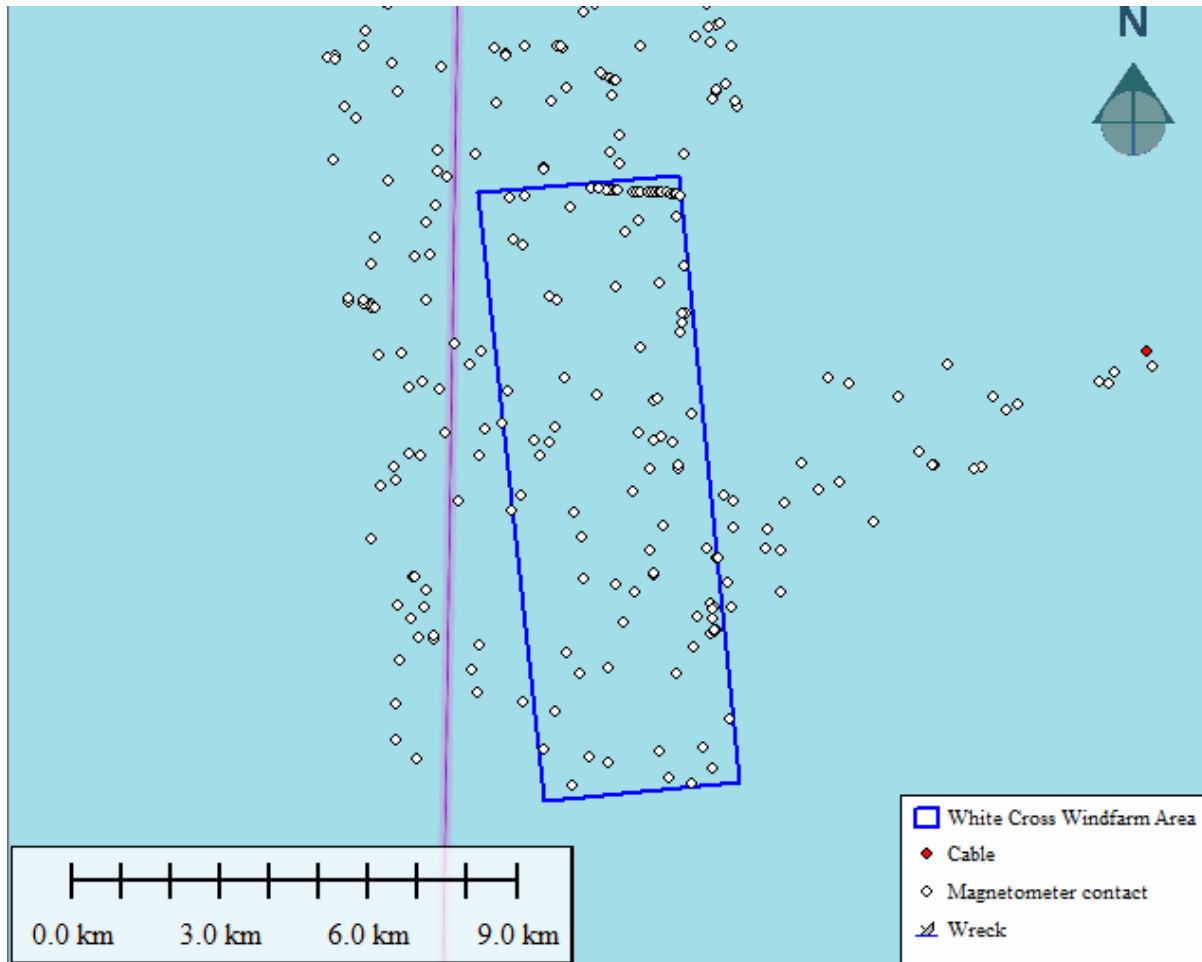 N
White Cross Windfarm Area
Cable
Magnetometer contact
Wreck
0.0 km 3.0 km 6.0 km 9.0 km